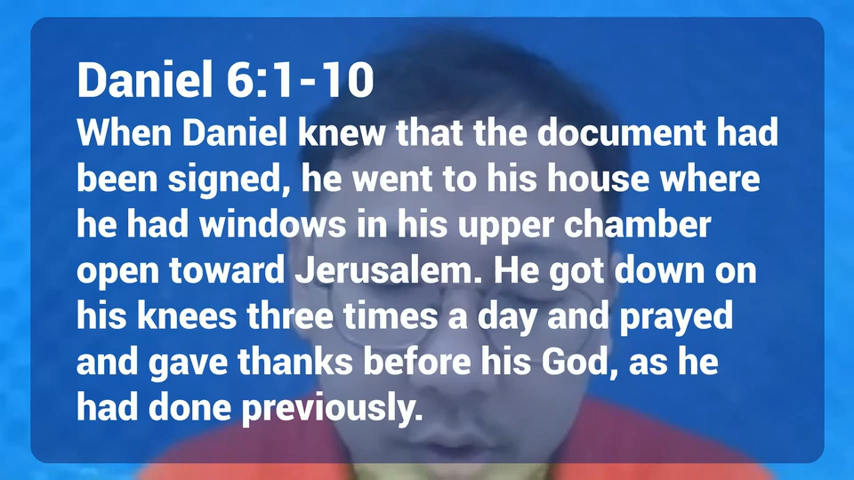 Daniel 6:1-10
When Daniel knew that the document had
been signed, he went to his house where
he had windows in his upper chamber
open toward Jerusalem. He got down on
his knees three times a day and prayed
and gave thanks before his God, as he
had done previously.